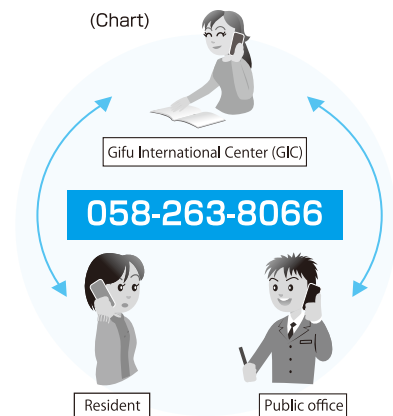 (Chart)
Gifu International Center (GIC)
058-263-8066
Resident
Public office